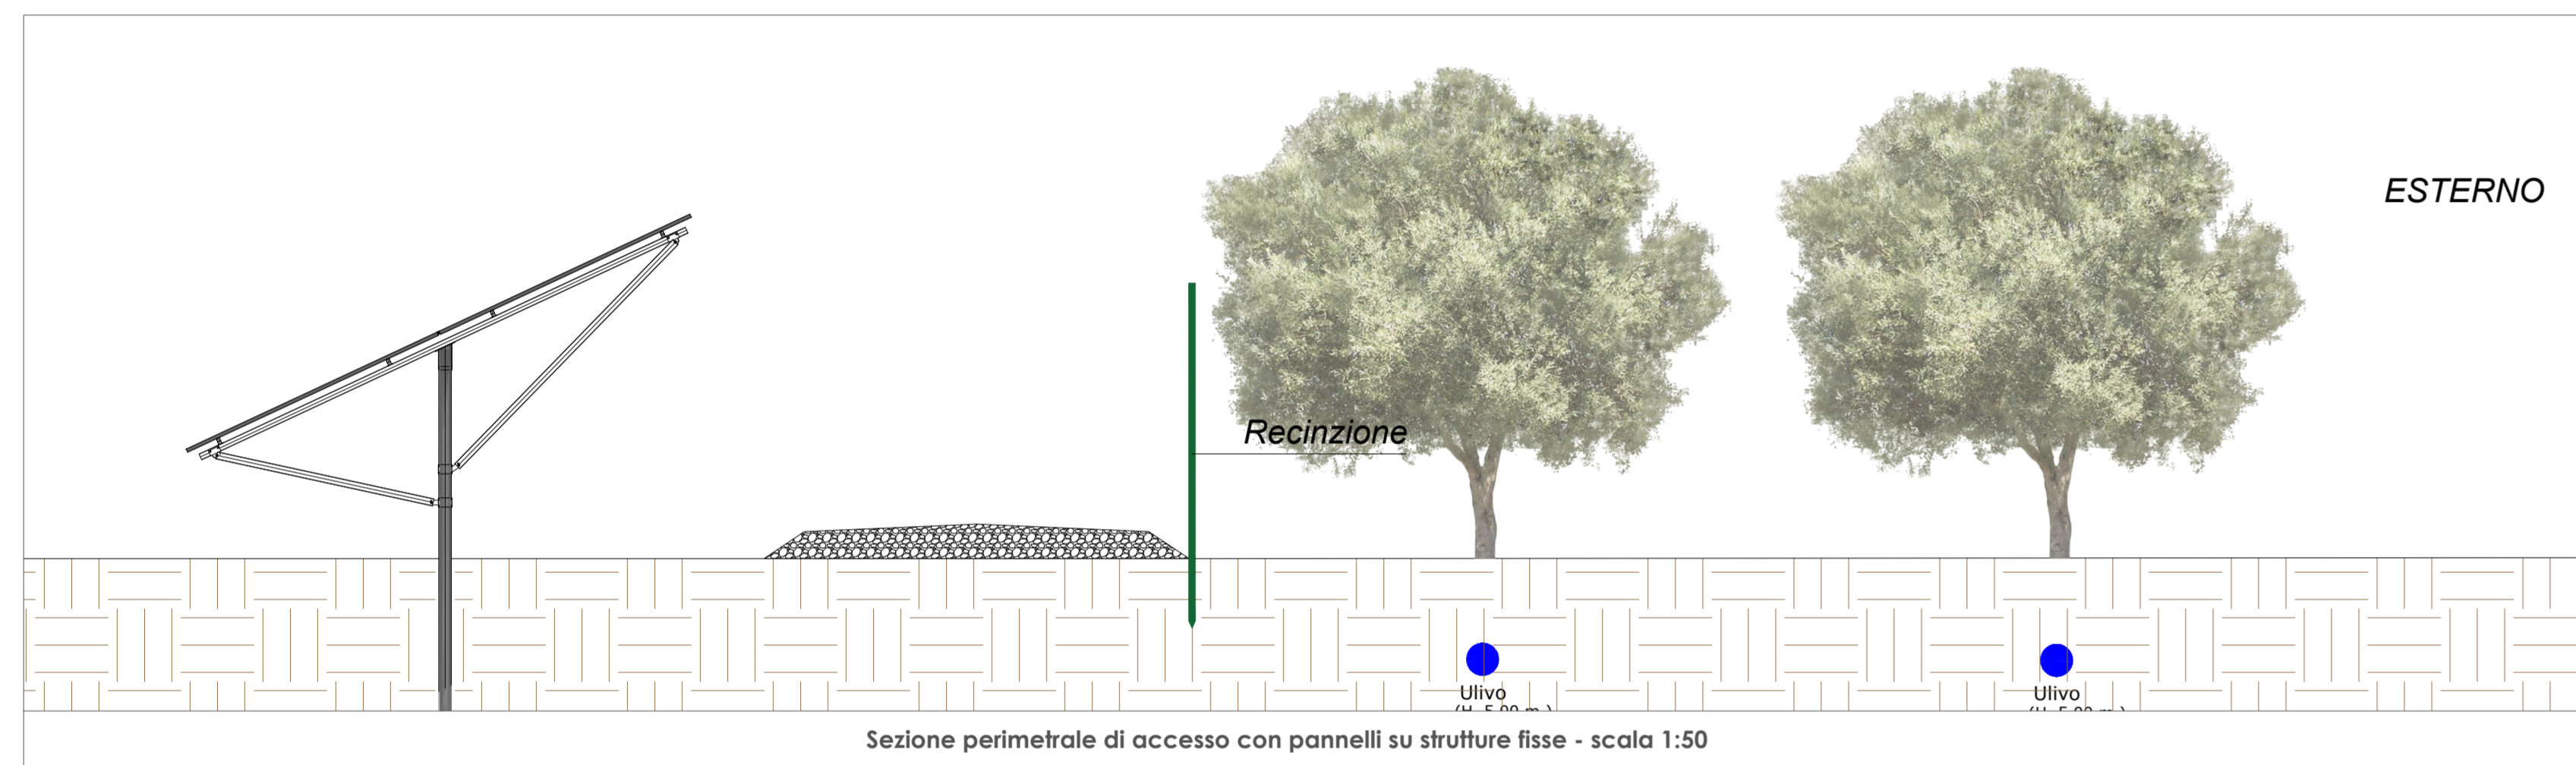 ESTERNO
Recinzione
Ulivo
Ulivo
Sezione perimetrale di accesso con pannelli su strutture fisse - scala 1:50